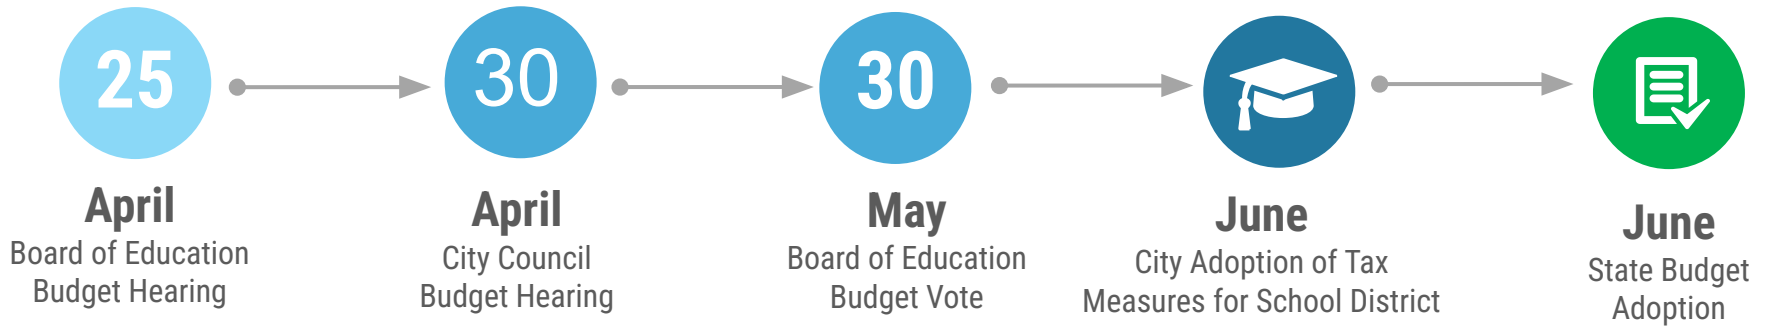 25
April
Board of Education
Budget Hearing
30
April
City Council
Budget Hearing
30
May
Board of Education
Budget Vote
June
City Adoption of Tax
Measures for School District
June
State Budget
Adoption